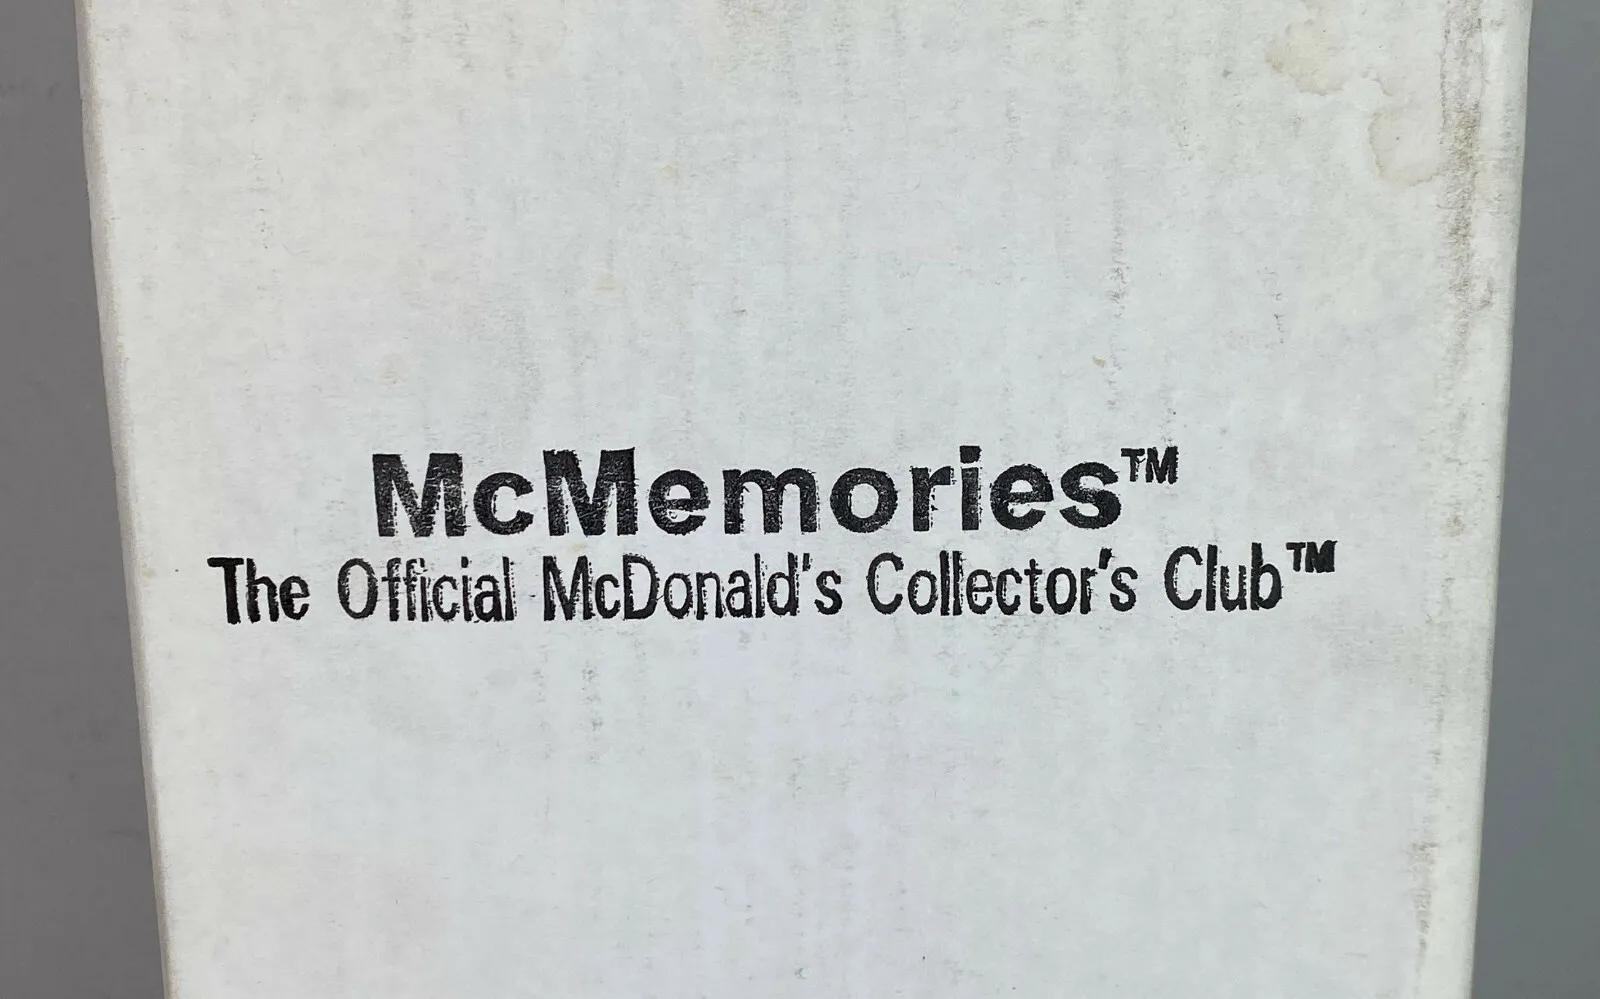 McMemories™
The Official McDonald's Collector's Club™